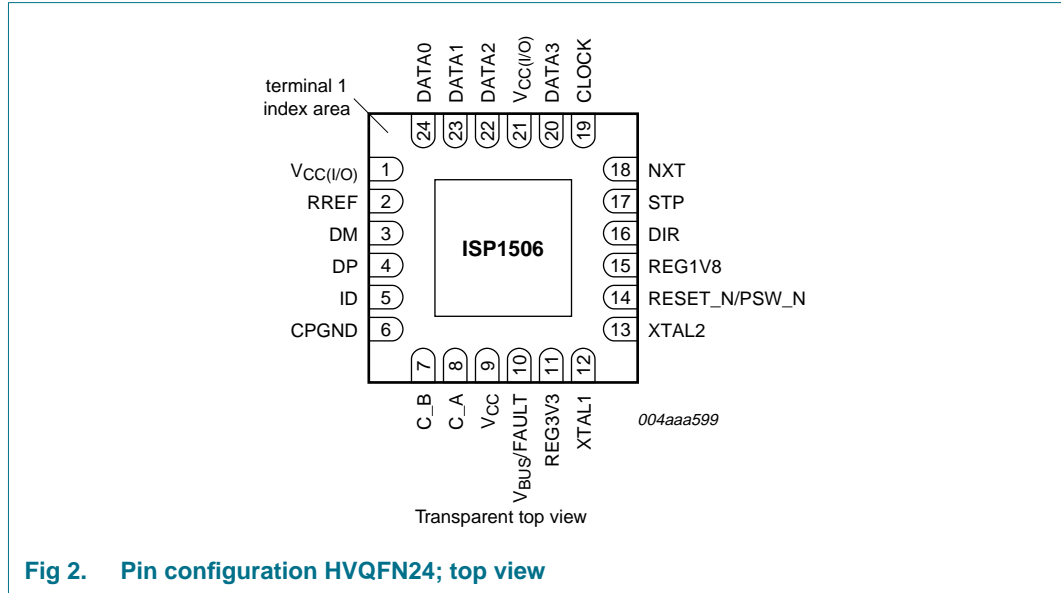 DATA0
DATA1
DATA2
VCC(I/O)
DATA3
CLOCK
terminal 1
index area
24
23
22
21
20
19
VCC(I/O) 1
RREF 2
DM 3
DP 4
ID 5
CPGND 6
ISP1506
18 NXT
17 STP
16 DIR
15 REG1V8
14 RESET_N/PSW_N
13 XTAL2
7
8
9
10
11
12
C_B
C_A
VCC
VBUS/FAULT
REG3V3
XTAL1
004aaa599
Transparent top view
Fig 2. Pin configuration HVQFN24; top view